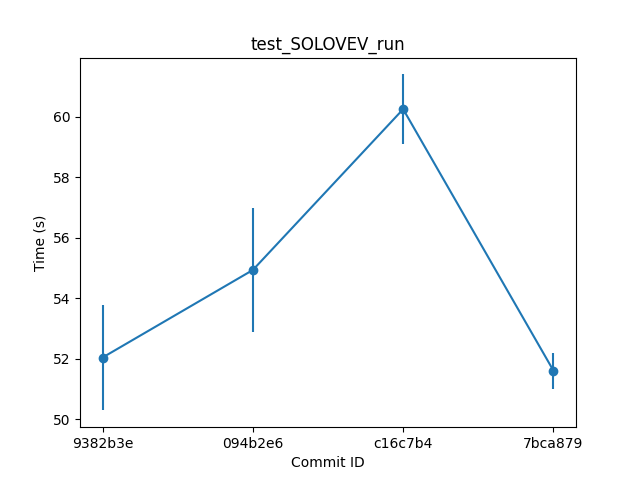 test_SOLOVEV_run
Time (s)
60
58
56
54
52
50
9382b3e
094b2e6
c16c7b4
7bca879
Commit ID